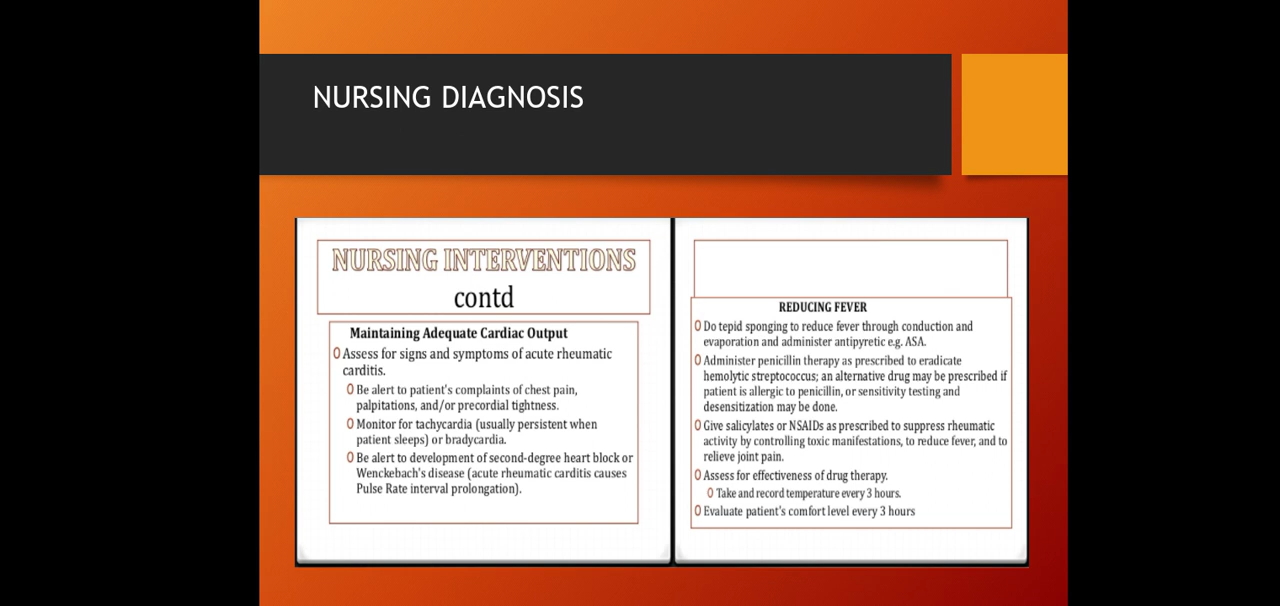 NURSING DIAGNOSIS
NURSING INTERVENTIONS
contd
Maintaining Adequate Cardiac Output
Assess for signs and symptoms of acute rheumatic
carditis.
Be alert to patient's complaints of chest pain,
palpitations, and/or precordial tightness.
Monitor for tachycardia (usually persistent when
patient sleeps) or bradycardia.
Be alert to development of second-degree heart block or
Wenckebach's disease (acute rheumatic carditis causes
Pulse Rate interval prolongation).
REDUCING FEVER
Do tepid sponging to reduce fever through conduction and
evaporation and administer antipyretic e.g. ASA.
Administer penicillin therapy as prescribed to eradicate
hemolytic streptococcus; an alternative drug may be prescribed if
patient is allergic to penicillin, or sensitivity testing and
desensitization may be done.
Give salicylates or NSAIDs as prescribed to suppress rheumatic
activity by controlling toxic manifestations, to reduce fever, and to
relieve joint pain.
Assess for effectiveness of drug therapy.
Take and record temperature every 3 hours.
Evaluate patient's comfort level every 3 hours